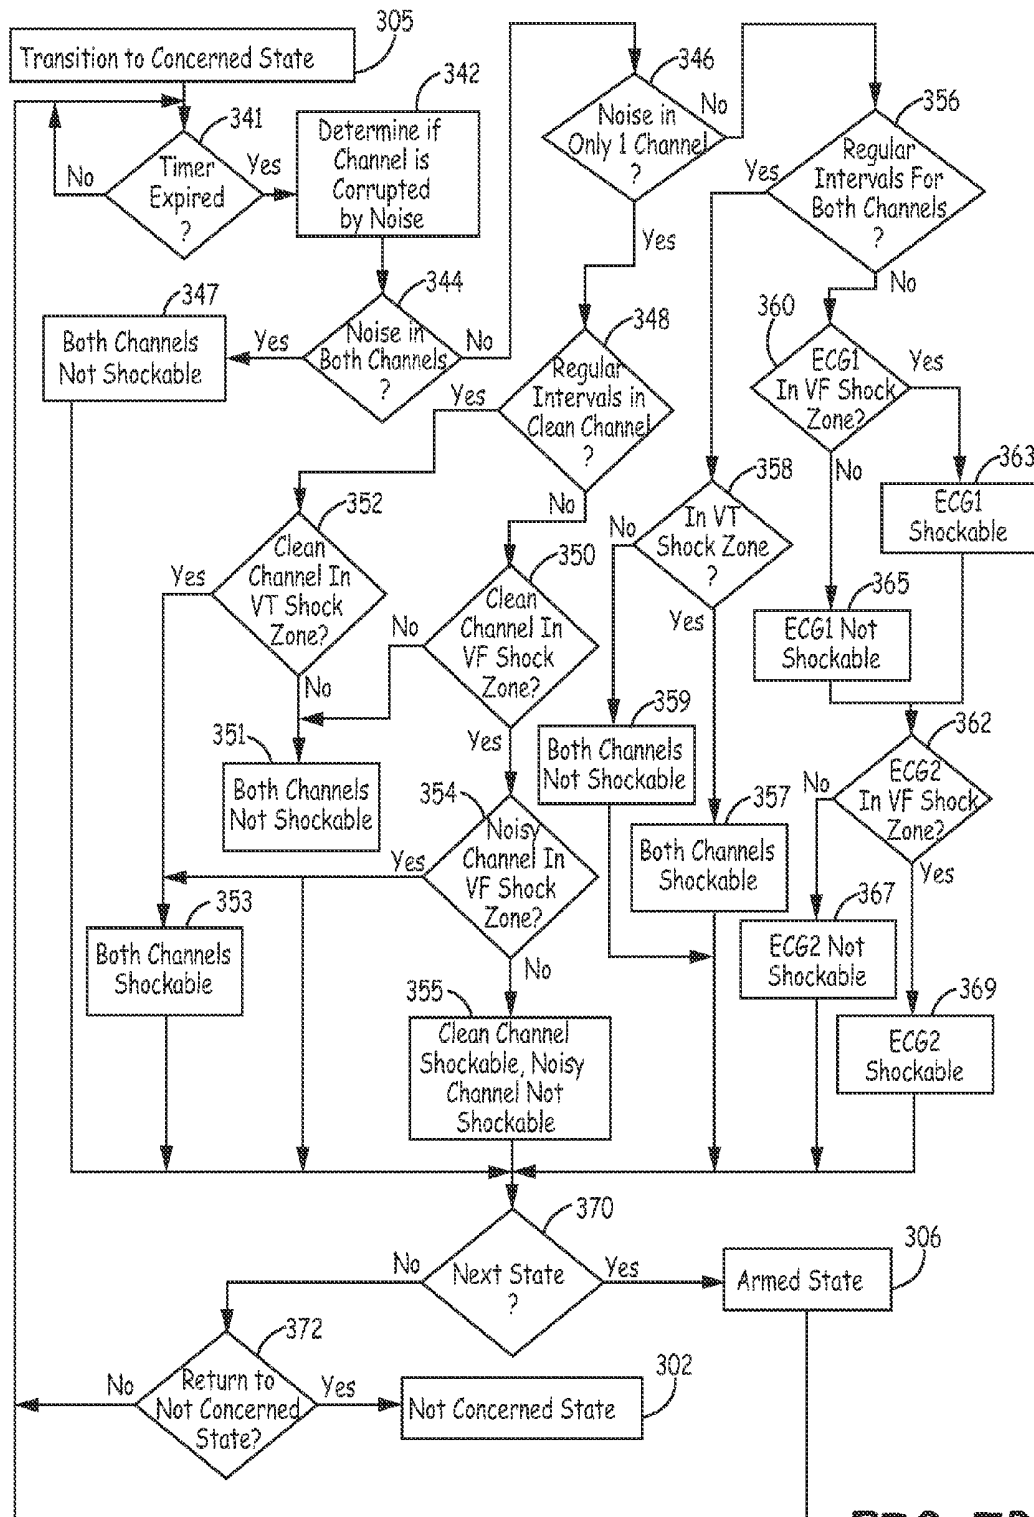 305
Transition to Concerned State
341
Timer
Expired
?
No
Yes
342
Determine if
Channel is
Corrupted
by Noise
344
Noise in
Both Channels
?
Yes
No
347
Both Channels
Not Shockable
346
Noise in
Only 1 Channel
?
No
Yes
356
Regular
Intervals For
Both Channels
?
Yes
No
348
Regular
Intervals in
Clean Channel
?
Yes
No
360
ECG1
In VF Shock
Zone?
Yes
No
363
ECG1
Shockable
352
Clean
Channel In
VT Shock
Zone?
Yes
No
350
Clean
Channel In
VF Shock
Zone?
No
Yes
358
In VT
Shock Zone
?
No
Yes
365
ECG1 Not
Shockable
351
Both Channels
Not Shockable
359
Both Channels
Not Shockable
362
ECG2
In VF Shock
Zone?
No
Yes
354
Noisy
Channel In
VF Shock
Zone?
Yes
No
357
Both Channels
Shockable
353
Both Channels
Shockable
367
ECG2 Not
Shockable
369
ECG2
Shockable
355
Clean Channel
Shockable, Noisy
Channel Not
Shockable
370
Next State
?
No
Yes
306
Armed State
372
Return to
Not Concerned
State?
No
Yes
302
Not Concerned State